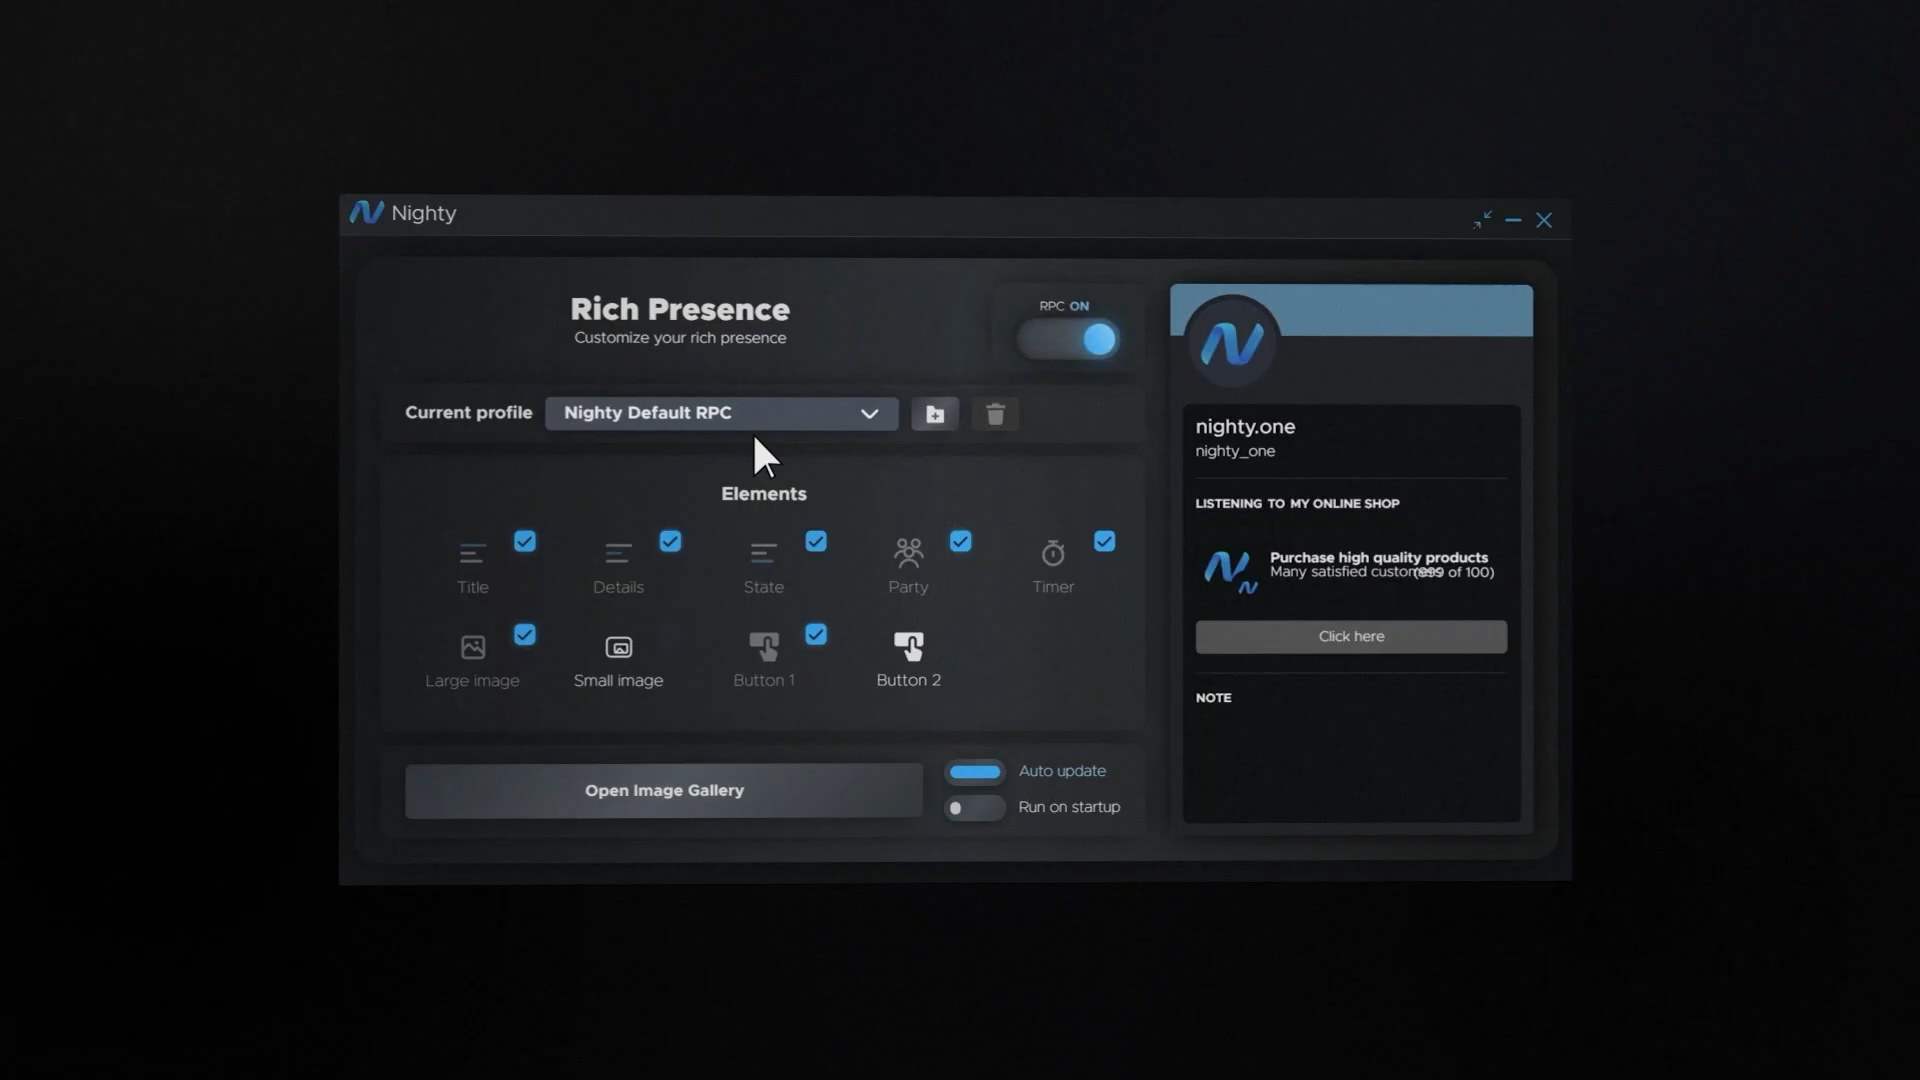 Nighty
Rich Presence
Customize your rich presence
RPC ON
Current profile
Nighty Default RPC
Elements
Title
Details
State
Party
Timer
Large image
Small image
Button 1
Button 2
Open Image Gallery
Auto update
Run on startup
nighty.one
nighty_one
LISTENING TO MY ONLINE SHOP
Purchase high quality products
Many satisfied customers (999 of 100)
Click here
NOTE